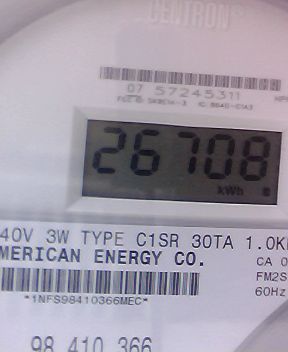 CENTRON®
07 57245311
26708
kWh
40V 3W TYPE C1SR 30TA 1.0K
MERICAN ENERGY CO.
CA 0
FM2S
60Hz
*1NFS98410366MEC*
98 410 366